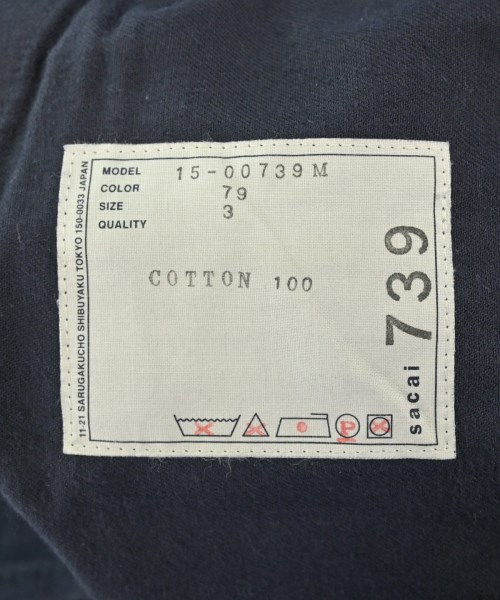 MODEL 15-00739M
COLOR 79
SIZE 3
QUALITY
COTTON 100
11-21 SARUGAKUCHO SHIBUYAKU TOKYO 150-0033 JAPAN
sacai 739
P